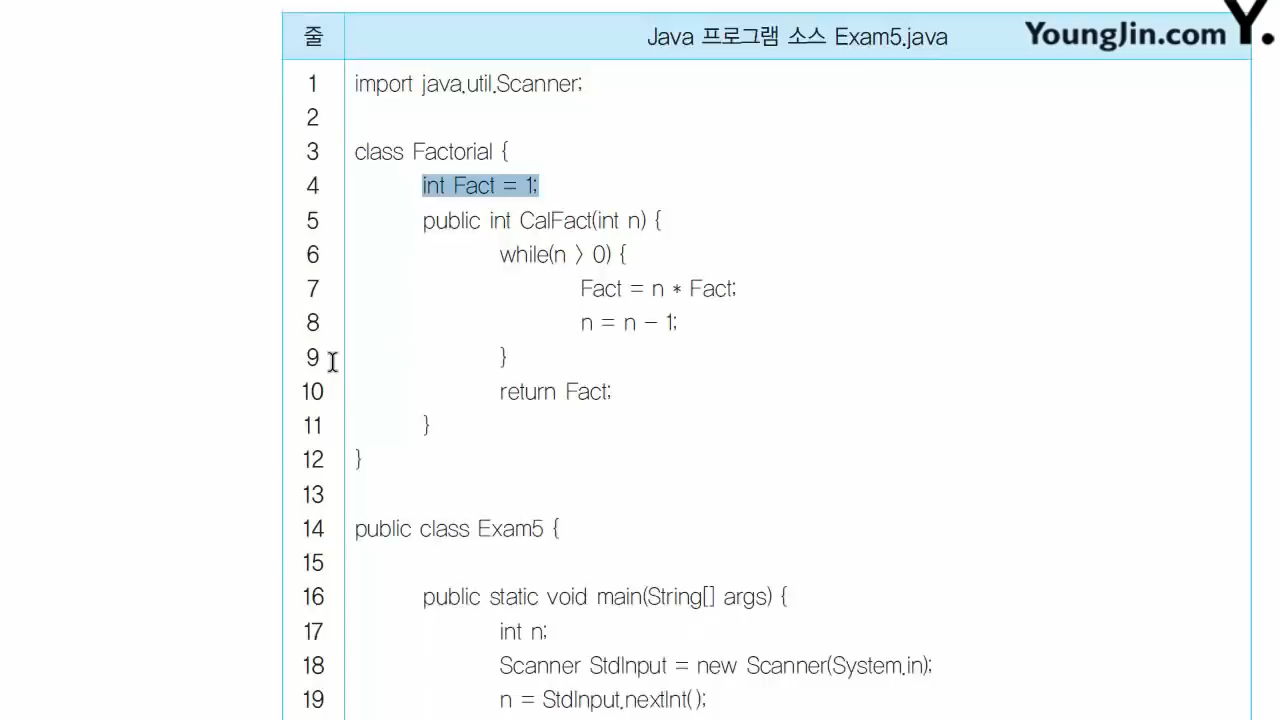 줄 Java 프로그램 소스 Exam5.java YoungJin.com Y.
1 import java.util.Scanner;
2
3 class Factorial {
4 int Fact = 1;
5 public int CalFact(int n) {
6 while(n > 0) {
7 Fact = n * Fact;
8 n = n - 1;
9 }
10 return Fact;
11 }
12 }
13
14 public class Exam5 {
15
16 public static void main(String[] args) {
17 int n;
18 Scanner StdInput = new Scanner(System.in);
19 n = StdInput.nextInt();